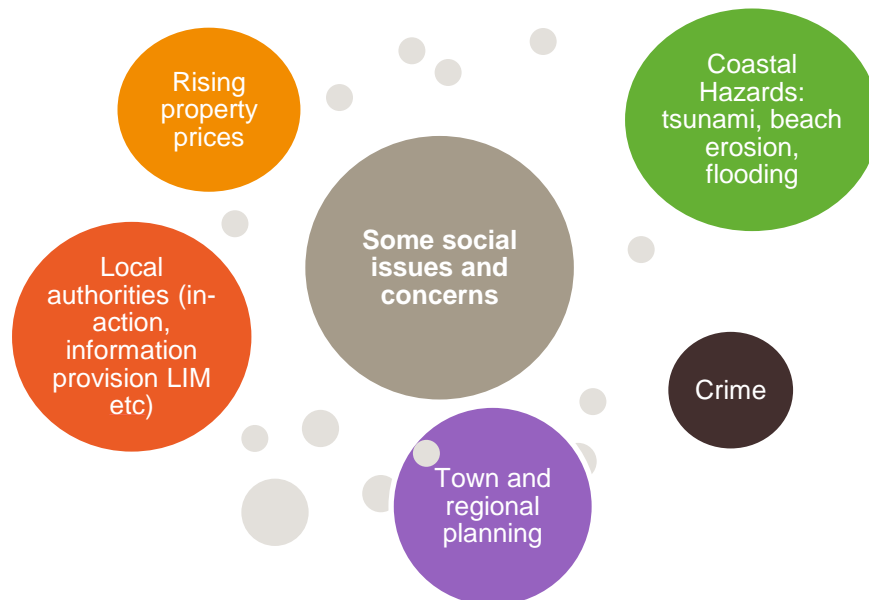 Rising
property
prices
Coastal
Hazards:
tsunami, beach
erosion,
flooding
Some social
issues and
concerns
Local
authorities (in-
action,
information
provision LIM
etc)
Crime
Town and
regional
planning